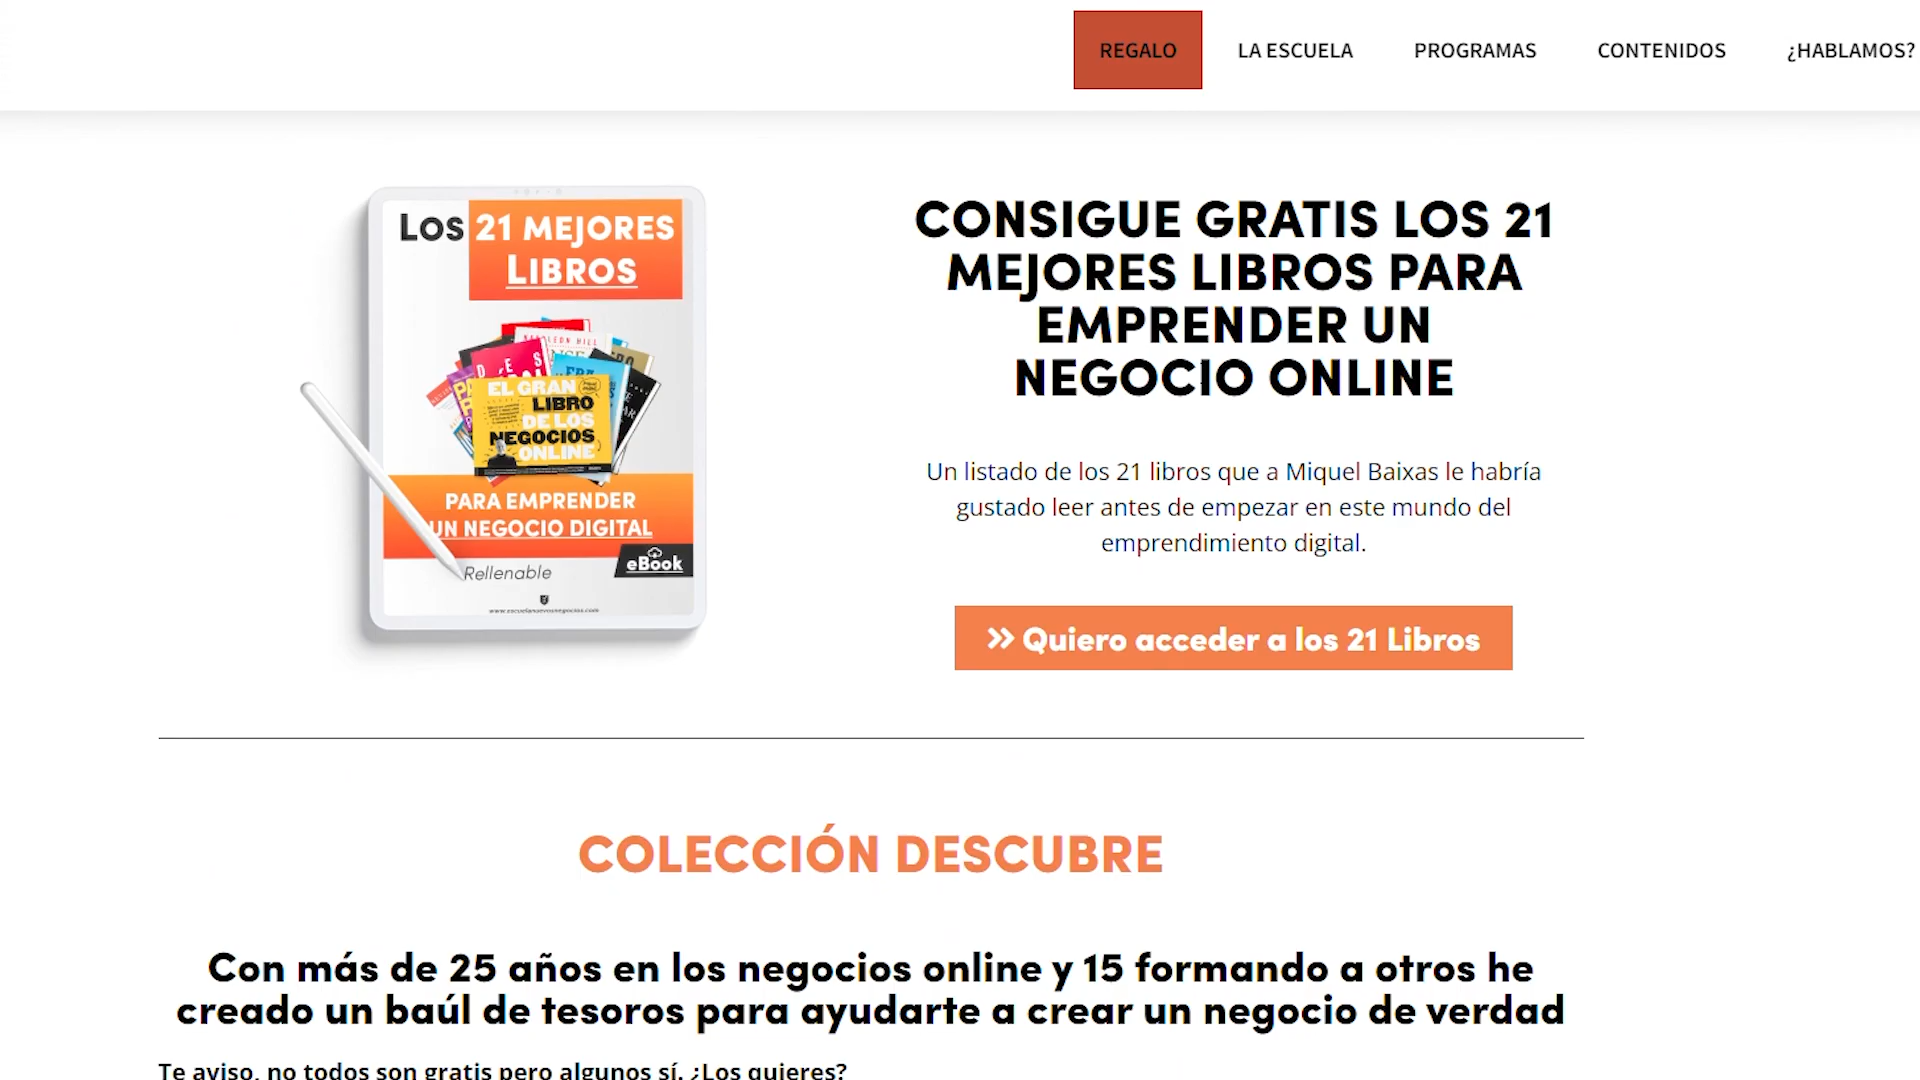 REGALO
LA ESCUELA
PROGRAMAS
CONTENIDOS
¿HABLAMOS?
Los 21 MEJORES
LIBROS
EL GRAN
LIBRO
DE LOS
NEGOCIOS
ONLINE
PARA EMPRENDER
UN NEGOCIO DIGITAL
eBook
Rellenable
www.escuelanuevosnegocios.com
CONSIGUE GRATIS LOS 21
MEJORES LIBROS PARA
EMPRENDER UN
NEGOCIO ONLINE
Un listado de los 21 libros que a Miquel Baixas le habría
gustado leer antes de empezar en este mundo del
emprendimiento digital.
» Quiero acceder a los 21 Libros
COLECCIÓN DESCUBRE
Con más de 25 años en los negocios online y 15 formando a otros he
creado un baúl de tesoros para ayudarte a crear un negocio de verdad
Te aviso, no todos son gratis pero algunos sí. ¿Los quieres?